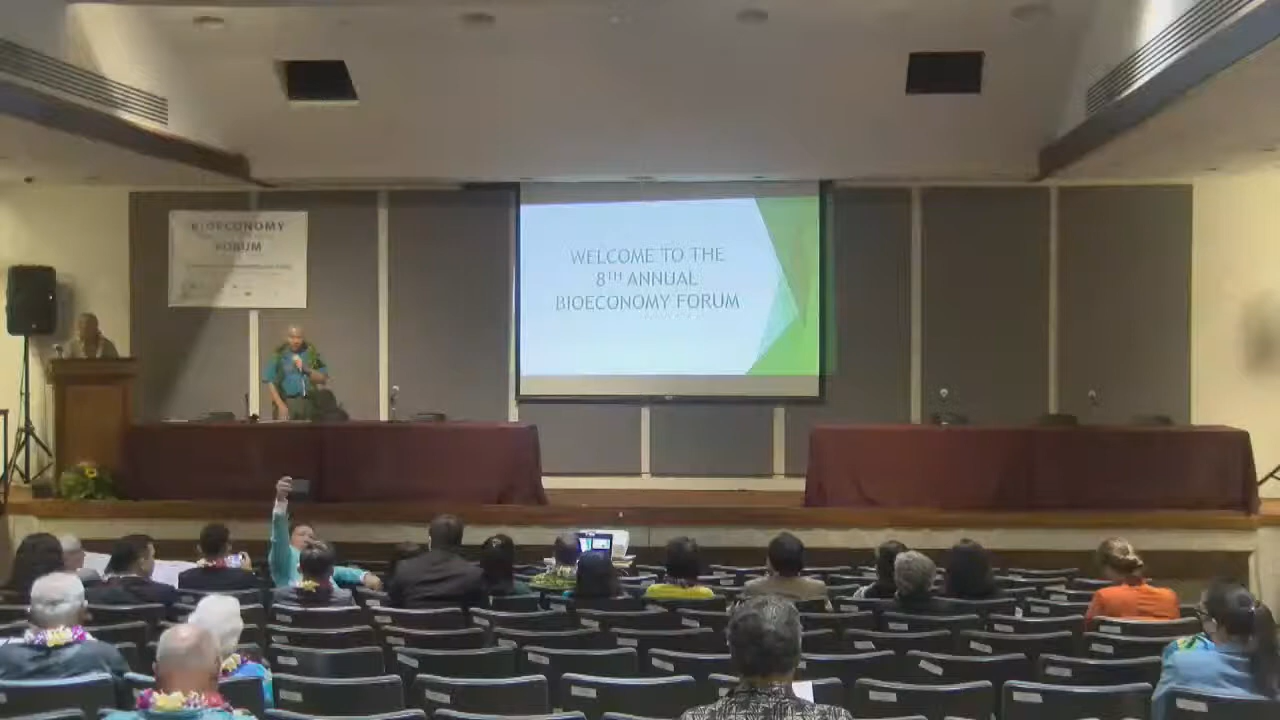 BIOECONOMY
FORUM
WELCOME TO THE
8TH ANNUAL
BIOECONOMY FORUM